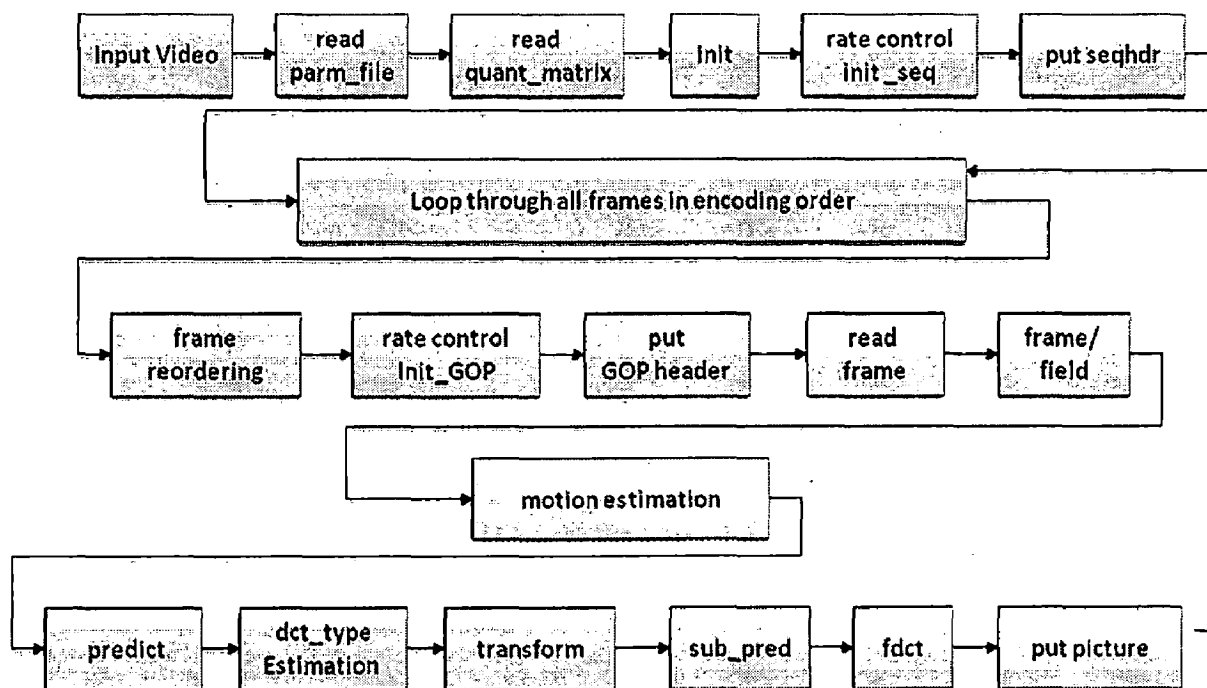 Input Video
read
parm_file
read
quant_matrix
init
rate control
init_seq
put seqhdr
Loop through all frames in encoding order
frame
reordering
rate control
Init_GOP
put
GOP header
read
frame
frame/
field
motion estimation
predict
dct_type
Estimation
transform
sub_pred
fdct
put picture